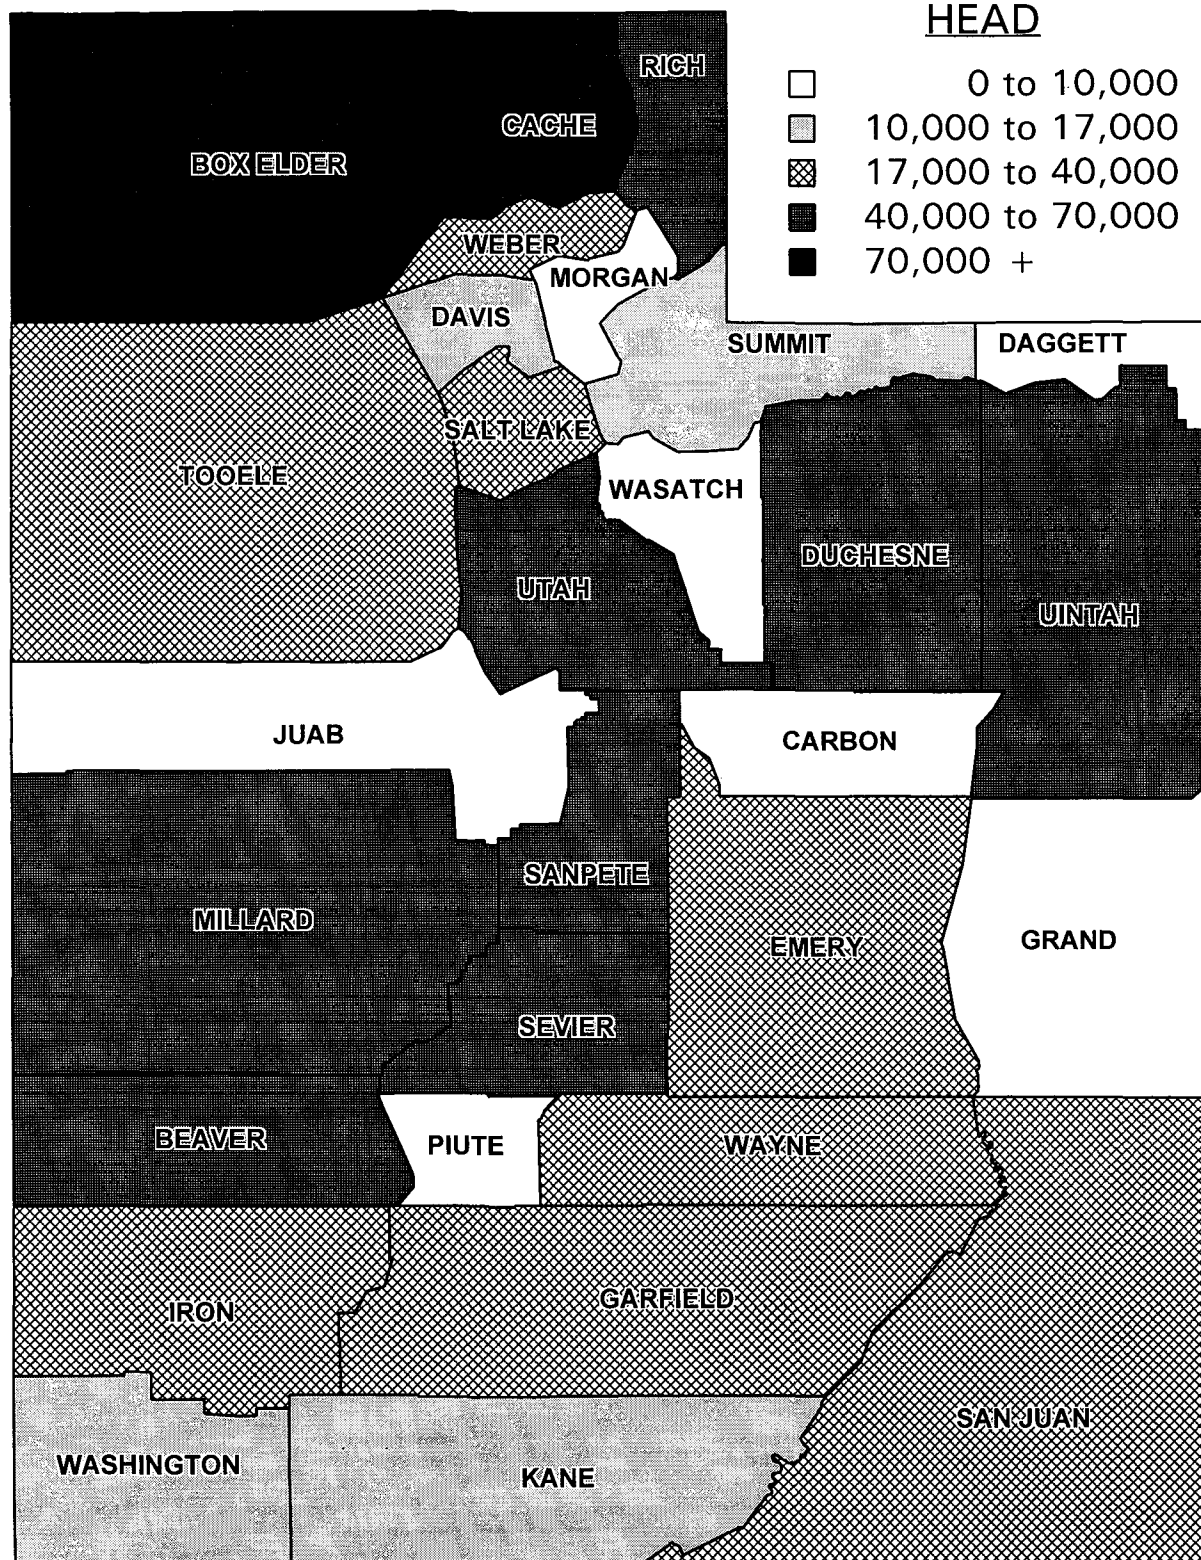 HEAD
0 to 10,000
10,000 to 17,000
17,000 to 40,000
40,000 to 70,000
70,000 +
RICH
CACHE
BOX ELDER
WEBER
MORGAN
DAVIS
SUMMIT
DAGGETT
SALT LAKE
TOOELE
WASATCH
DUCHESNE
UTAH
UINTAH
JUAB
CARBON
SANPETE
MILLARD
EMERY
GRAND
SEVIER
BEAVER
PIUTE
WAYNE
IRON
GARFIELD
SAN JUAN
WASHINGTON
KANE